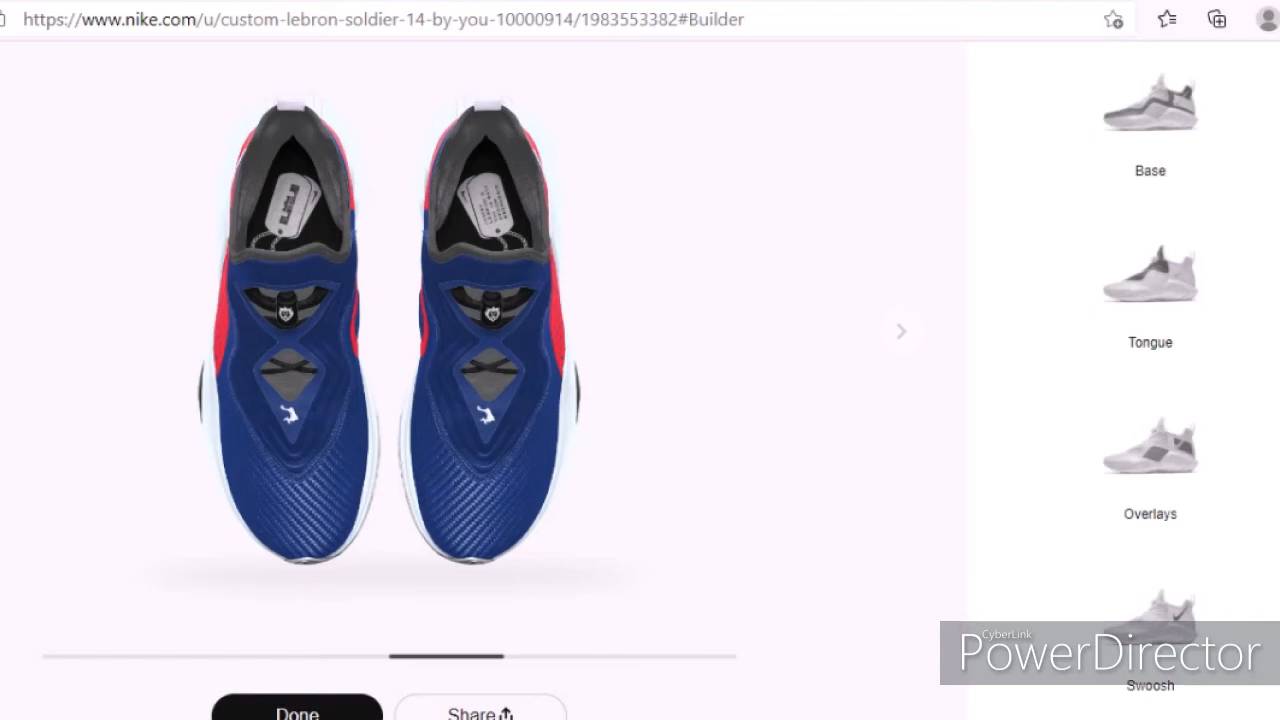 https://www.nike.com/u/custom-lebron-soldier-14-by-you-10000914/1983553382#Builder
Base
Tongue
Overlays
CyberLink
PowerDirector
Swoosh
Done
Share